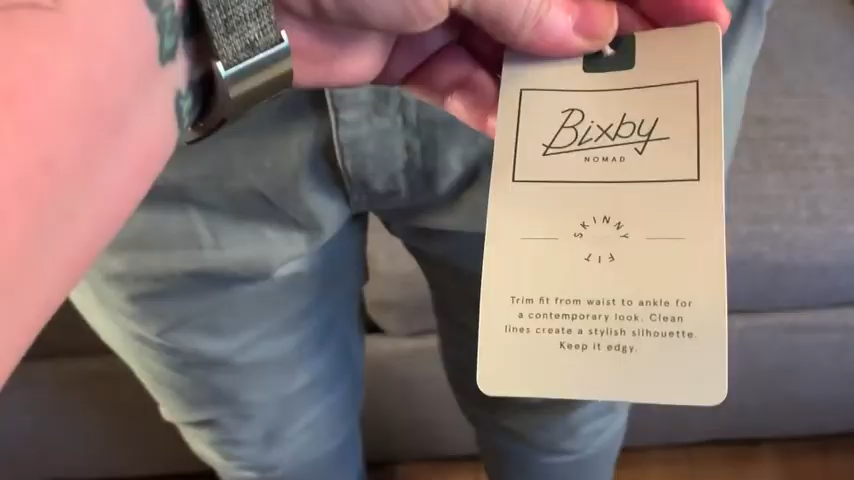 Bixby
NOMAD
SKINNY
FIT
Trim fit from waist to ankle for
a contemporary look. Clean
lines create a stylish silhouette.
Keep it edgy.